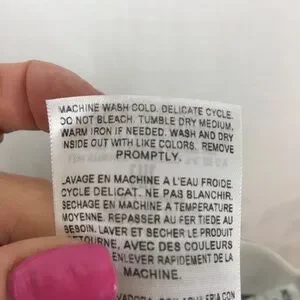 MACHINE WASH COLD. DELICATE CYCLE.
DO NOT BLEACH. TUMBLE DRY MEDIUM,
WARM IRON IF NEEDED. WASH AND DRY
INSIDE OUT WITH LIKE COLORS. REMOVE
PROMPTLY.
LAVAGE EN MACHINE A L'EAU FROIDE.
CYCLE DELICAT. NE PAS BLANCHIR.
SECHAGE EN MACHINE A TEMPERATURE
MOYENNE. REPASSER AU FER TIEDE AU
BESOIN. LAVER ET SECHER LE PRODUIT
RETOURNE, AVEC DES COULEURS
ENLEVER RAPIDEMENT DE LA
MACHINE.